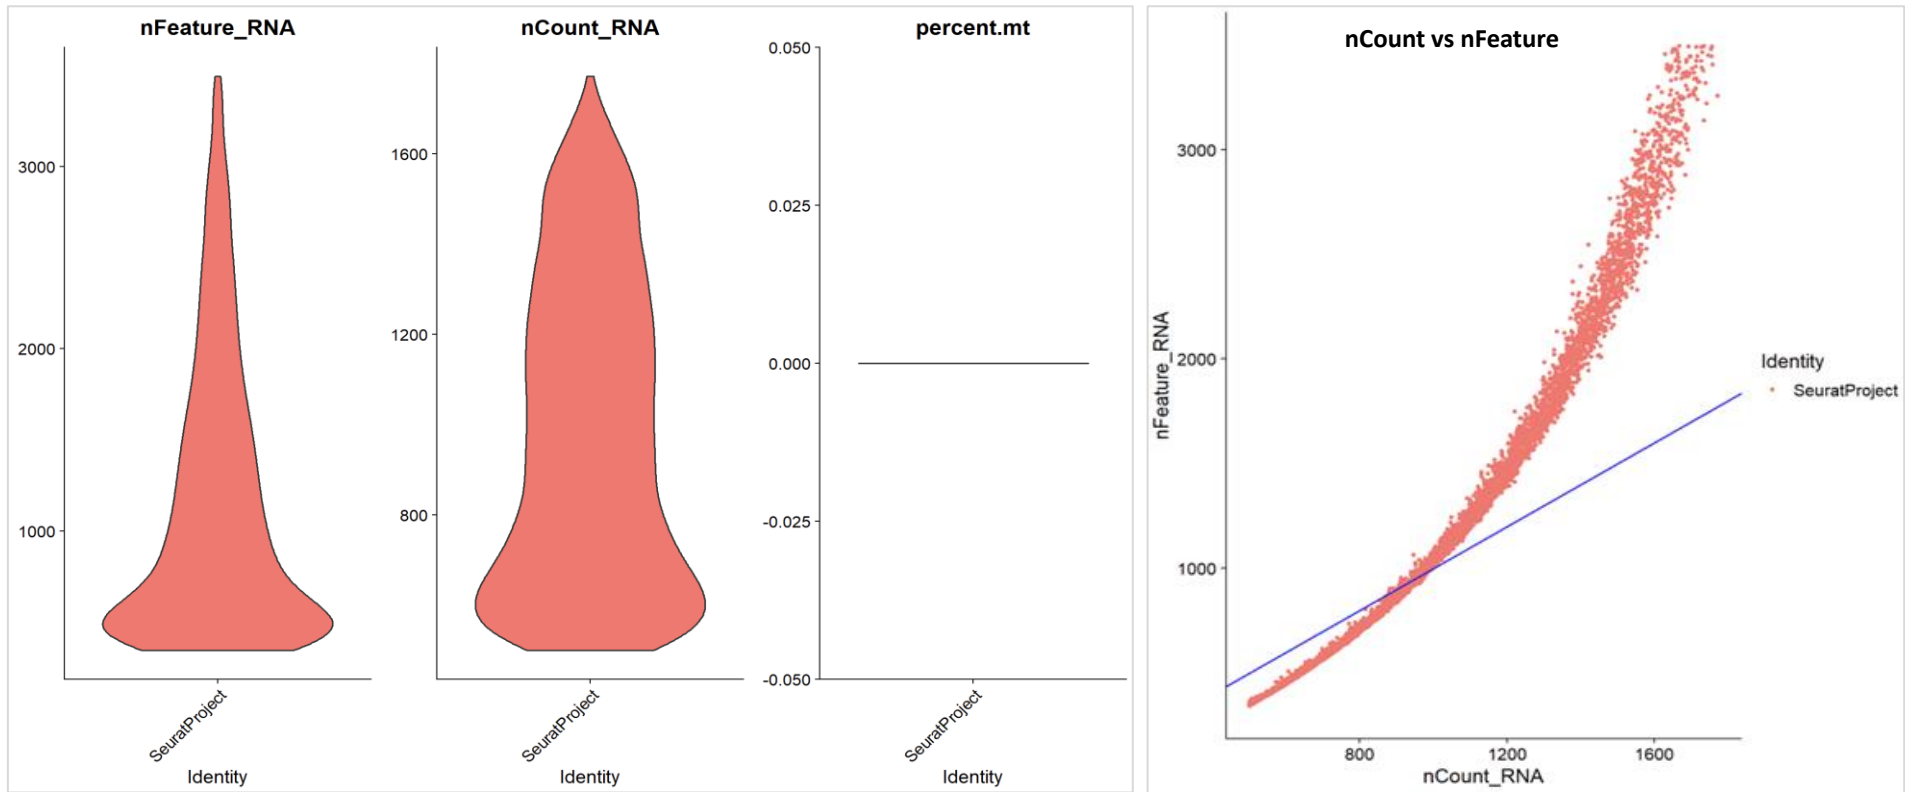 nFeature_RNA
3000
2000
1000
SeuratProject
Identity
nCount_RNA
1600
1200
800
SeuratProject
Identity
percent.mt
0.050
0.025
0.000
-0.025
-0.050
SeuratProject
Identity
nCount vs nFeature
nFeature_RNA
3000
2000
1000
800
1200
1600
nCount_RNA
Identity
SeuratProject